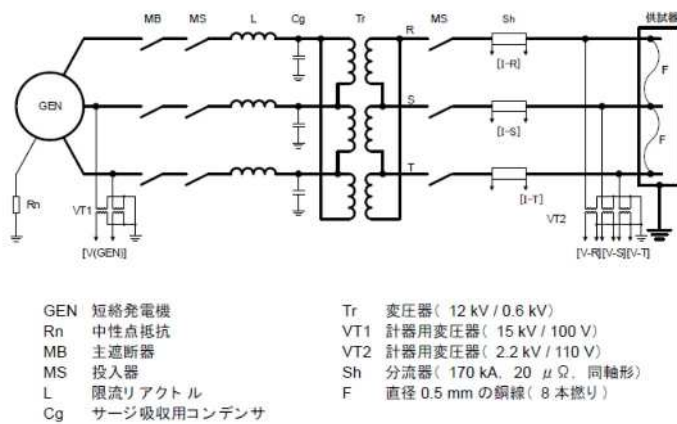 MB MS L Cg Tr MS Sh 供試器
R
[I-R]
F
GEN
S
[I-S]
F
T
[I-T]
Rn
VT1
VT2
[V(GEN)]
[V-R][V-S][V-T]
GEN 短絡発電機
Rn 中性点抵抗
MB 主遮断器
MS 投入器
L 限流リアクトル
Cg サージ吸収用コンデンサ
Tr 変圧器( 12 kV / 0.6 kV)
VT1 計器用変圧器( 15 kV / 100 V)
VT2 計器用変圧器( 2.2 kV / 110 V)
Sh 分流器( 170 kA, 20 μΩ, 同軸形)
F 直径 0.5 mm の銅線( 8 本撚り)